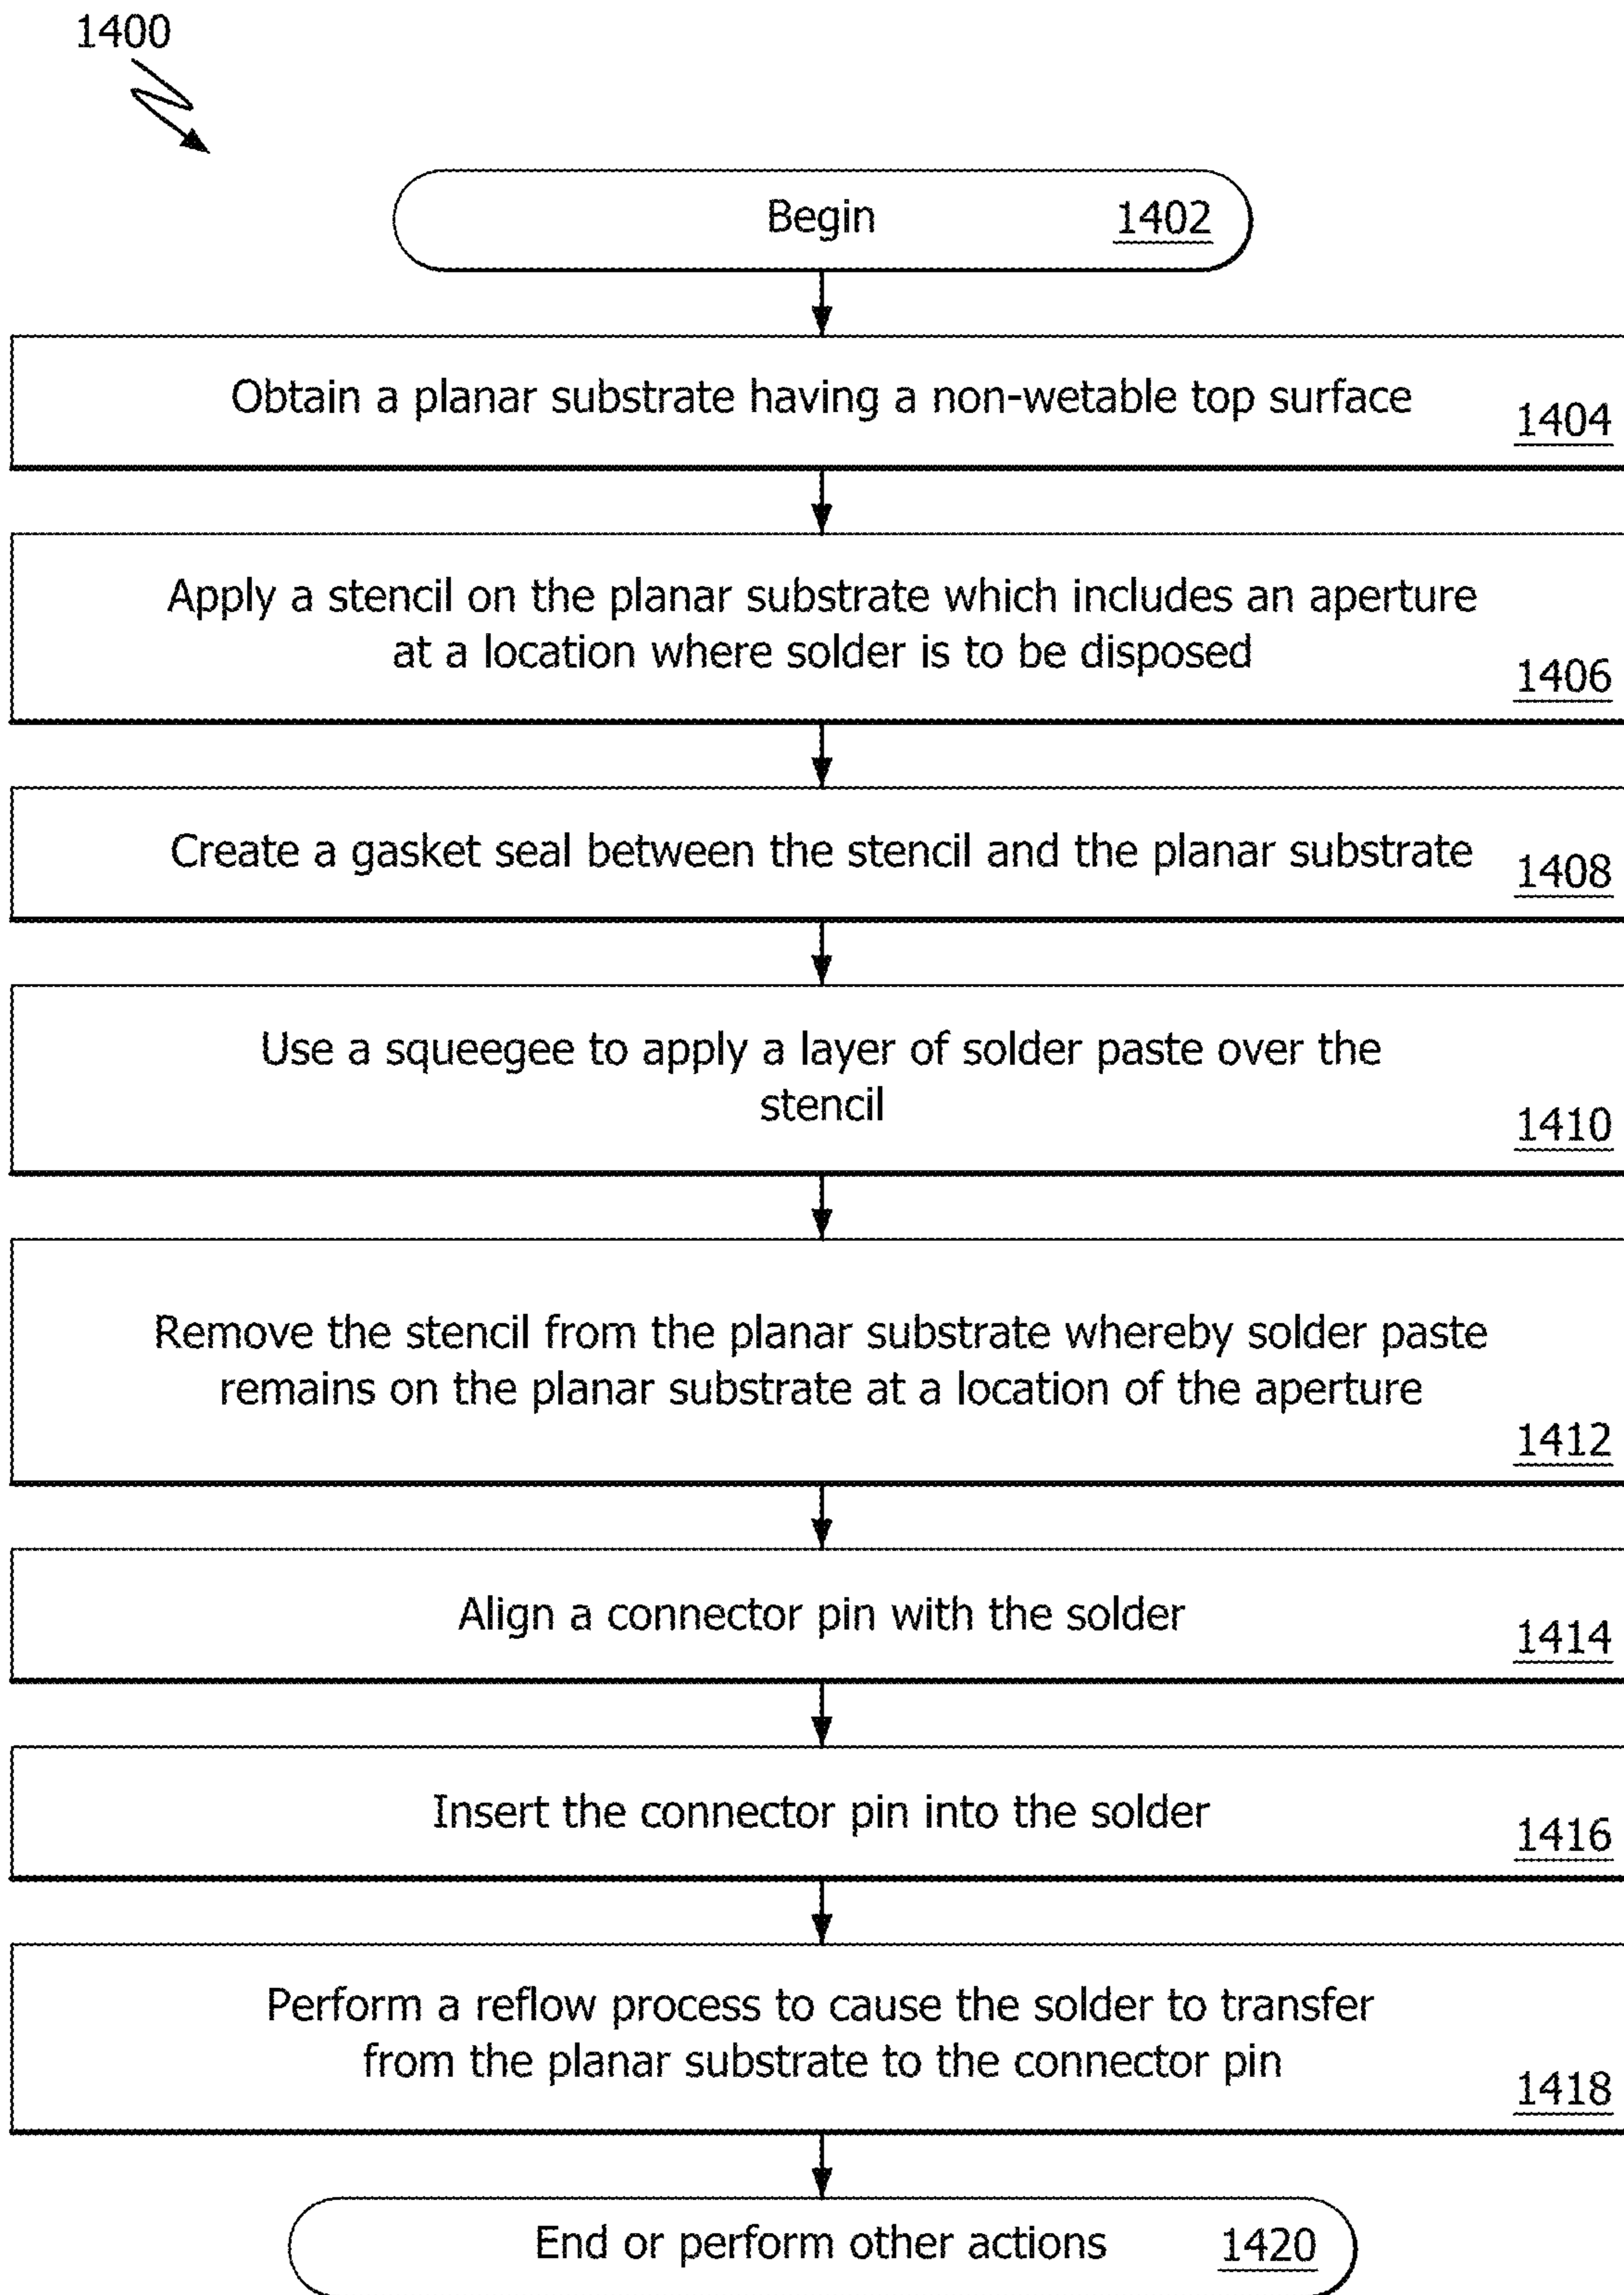 1400
Begin 1402
Obtain a planar substrate having a non-wetable top surface
1404
Apply a stencil on the planar substrate which includes an aperture
at a location where solder is to be disposed
1406
Create a gasket seal between the stencil and the planar substrate
1408
Use a squeegee to apply a layer of solder paste over the
stencil
1410
Remove the stencil from the planar substrate whereby solder paste
remains on the planar substrate at a location of the aperture
1412
Align a connector pin with the solder
1414
Insert the connector pin into the solder
1416
Perform a reflow process to cause the solder to transfer
from the planar substrate to the connector pin
1418
End or perform other actions 1420